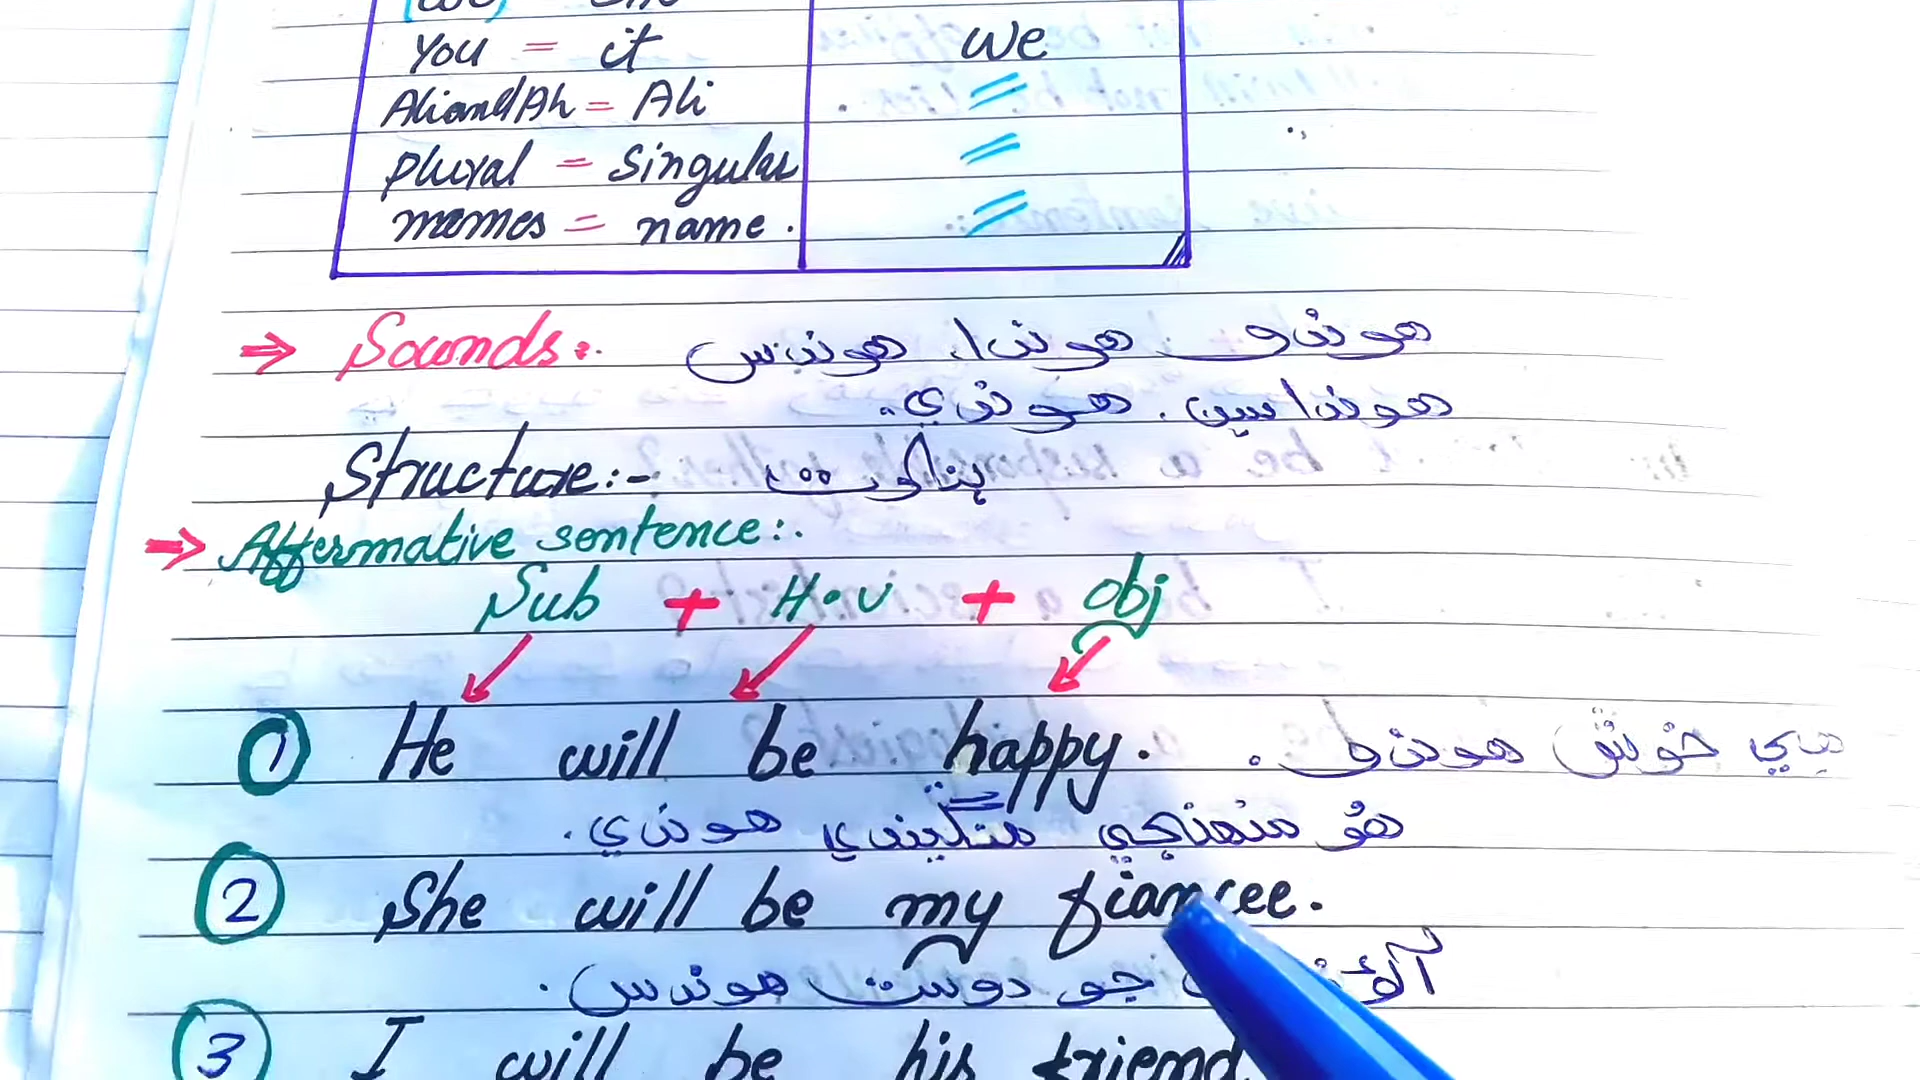 You = it We
Ali and Ah = Ali . 〃
plural = Singular 〃
names = name . 〃
⇒ Sounds:. هوندو هوندا، هوندس
هونداسين، هوندي.
Structure:- بناوت
⇒ Affermative sentence:.
Sub + H.v + obj
① He will be happy. خوش هوندو .
هوءَ منهنجي مڱيندي هوندي .
② She will be my fiancee.
جو دوست هوندس .
③ I will be his friend